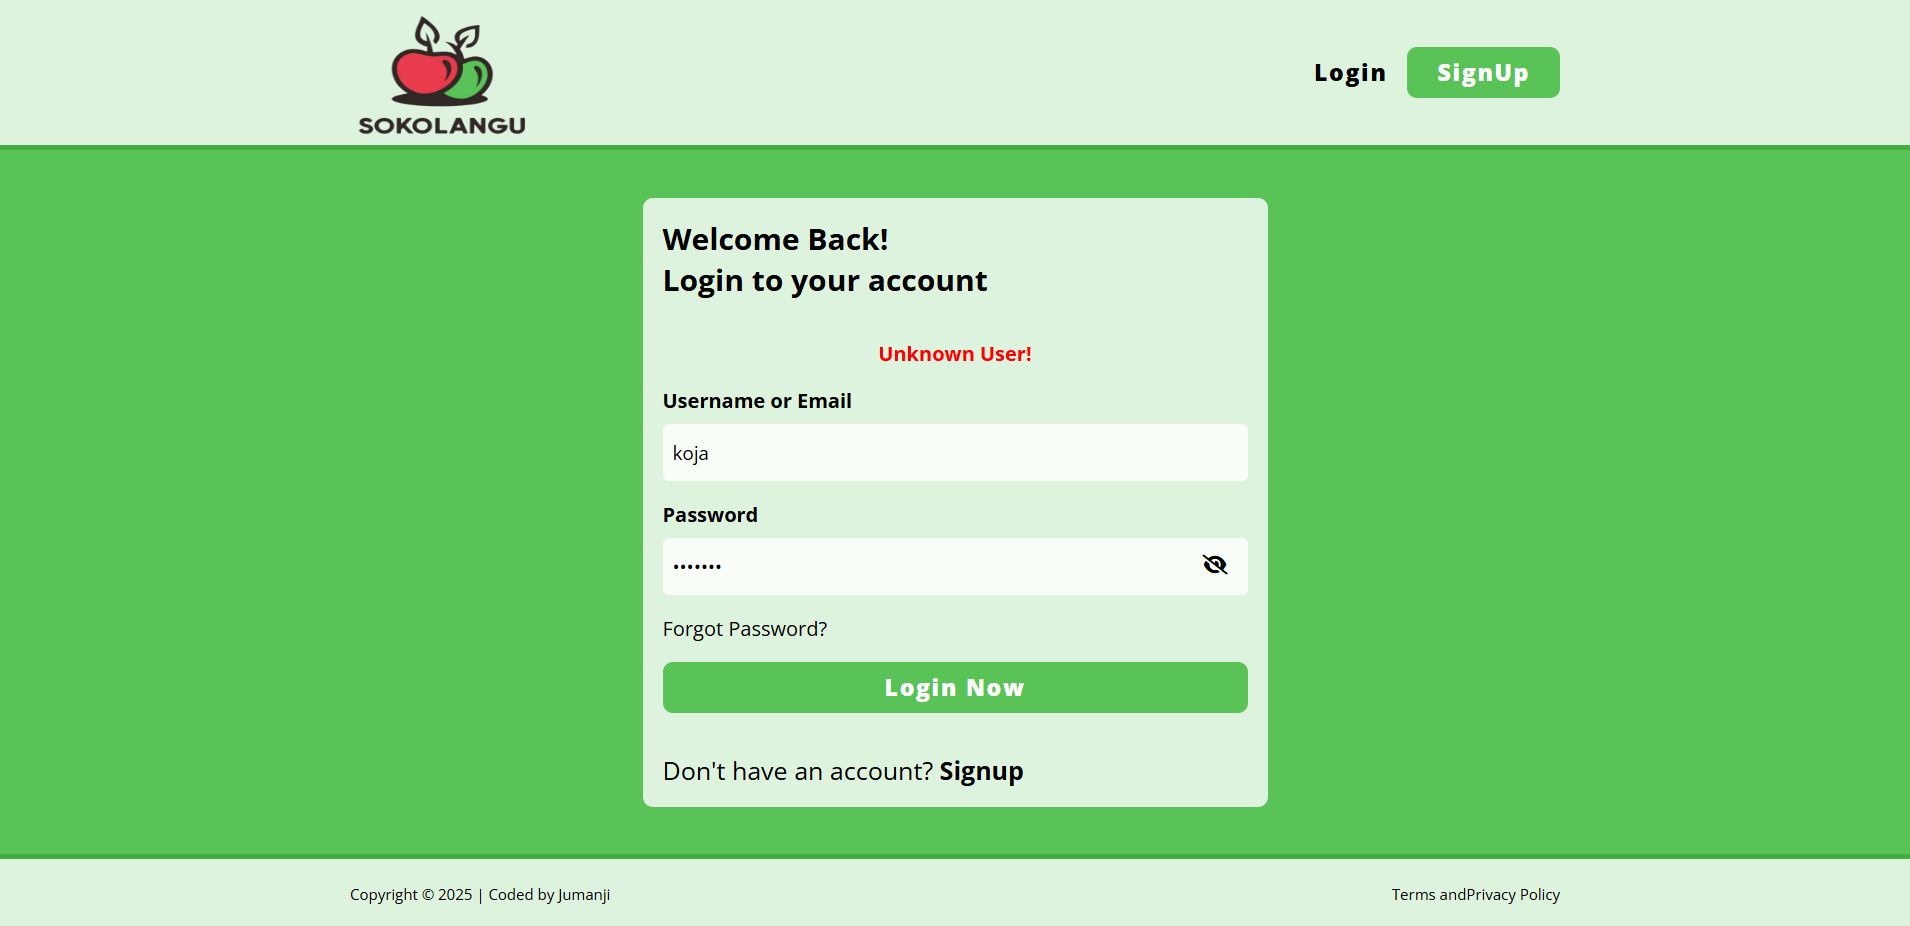 SOKOLANGU
Login
SignUp
Welcome Back!
Login to your account
Unknown User!
Username or Email
koja
Password
•••••••
Forgot Password?
Login Now
Don't have an account? Signup
Copyright © 2025 | Coded by Jumanji
Terms andPrivacy Policy